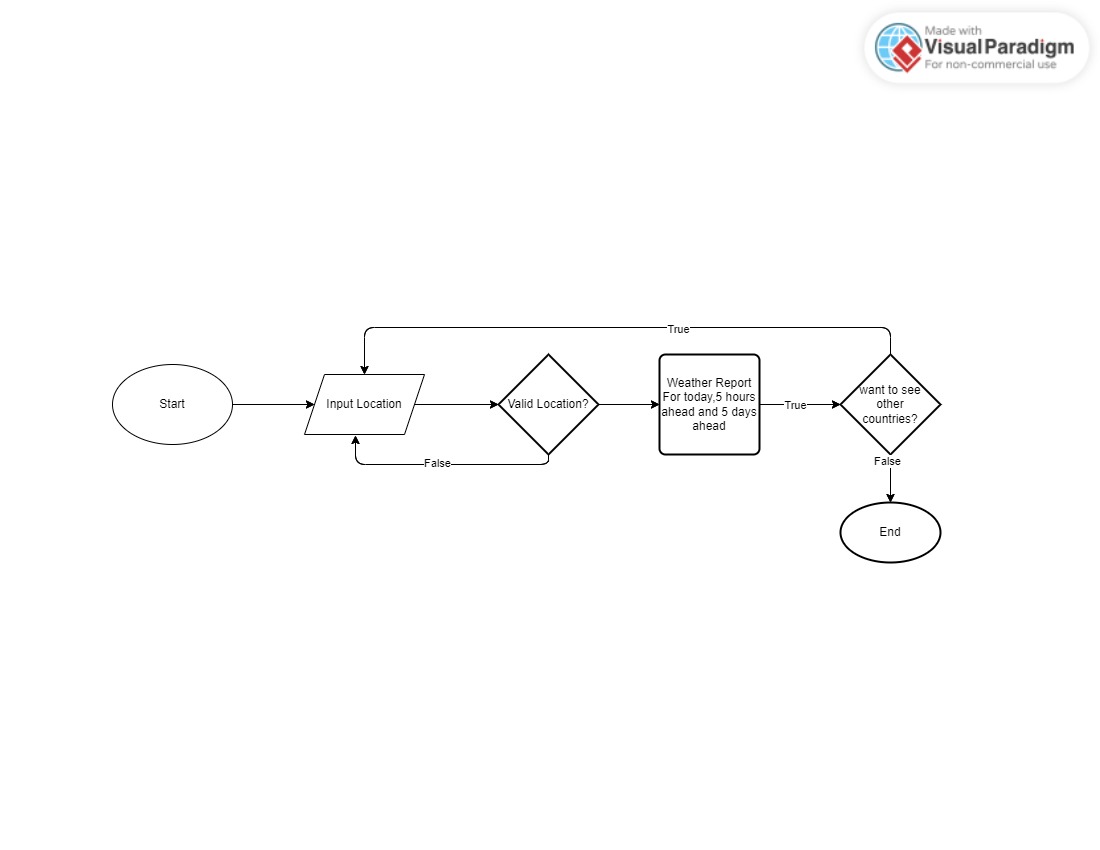 Made with
Visual Paradigm
For non-commercial use
True
Start
Input Location
Valid Location?
Weather Report
For today,5 hours
ahead and 5 days
ahead
True
want to see
other
countries?
False
False
End